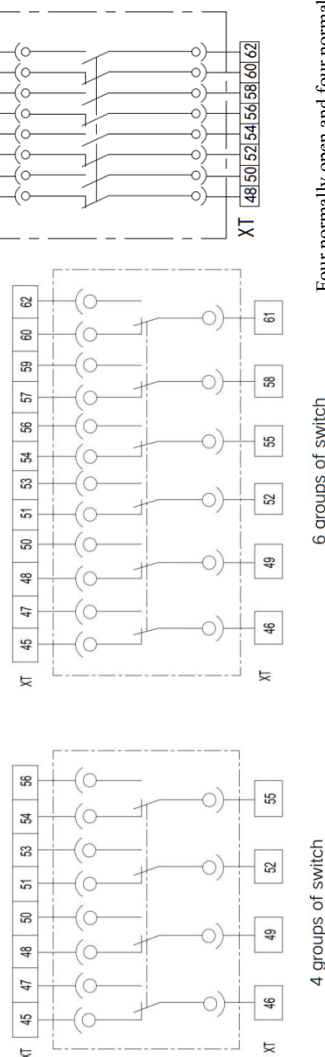 XT 45 47 48 50 51 53 54 56
XT 46 49 52 55
4 groups of switch
XT 45 47 48 50 51 53 54 56 57 59 60 62
XT 46 49 52 55 58 61
6 groups of switch
XT 48 50 52 54 56 58 60 62
Four normally open and four normal